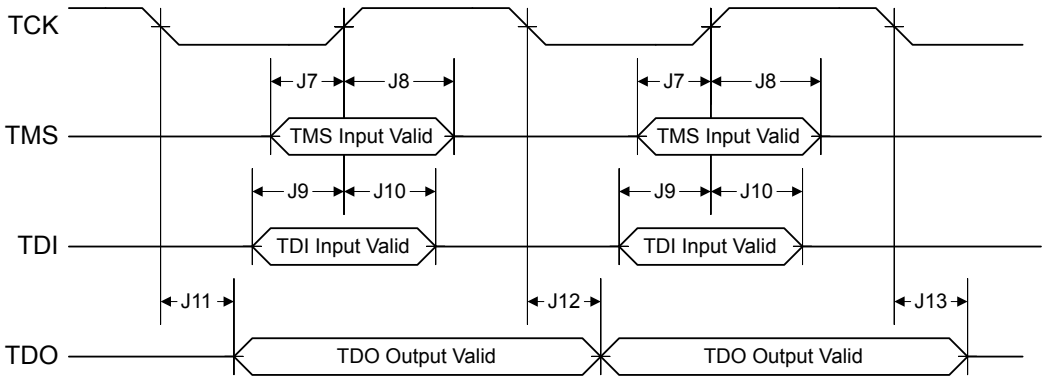 TCK
J7 J8 J7 J8
TMS TMS Input Valid TMS Input Valid
J9 J10 J9 J10
TDI TDI Input Valid TDI Input Valid
J11 J12 J13
TDO TDO Output Valid TDO Output Valid